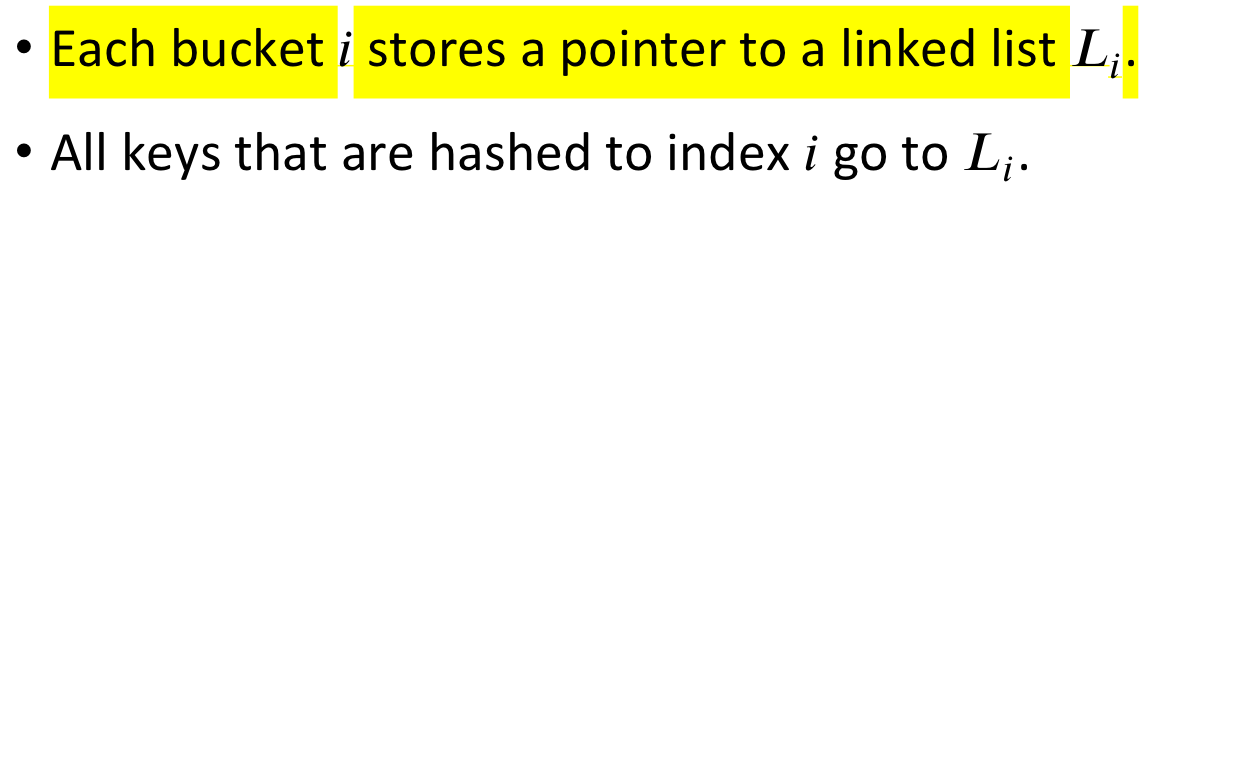 • Each bucket i stores a pointer to a linked list Lᵢ.
• All keys that are hashed to index i go to Lᵢ.